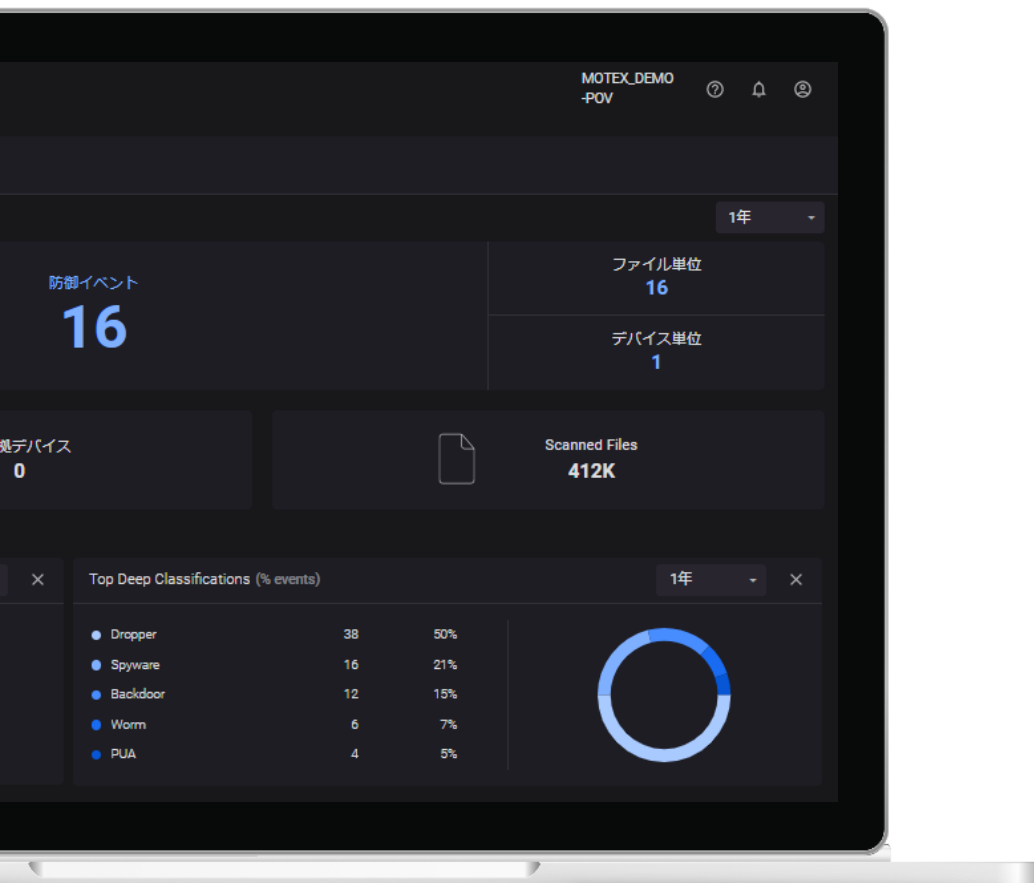 MOTEX_DEMO
-POV
1年
防御イベント
16
ファイル単位
16
デバイス単位
1
拠デバイス
0
Scanned Files
412K
Top Deep Classifications (% events)
1年
Dropper 38 50%
Spyware 16 21%
Backdoor 12 15%
Worm 6 7%
PUA 4 5%